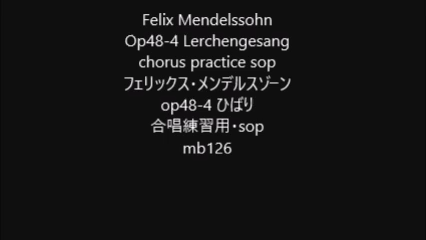 Felix Mendelssohn
Op48-4 Lerchengesang
chorus practice sop
フェリックス・メンデルスゾーン
op48-4 ひばり
合唱練習用・sop
mb126